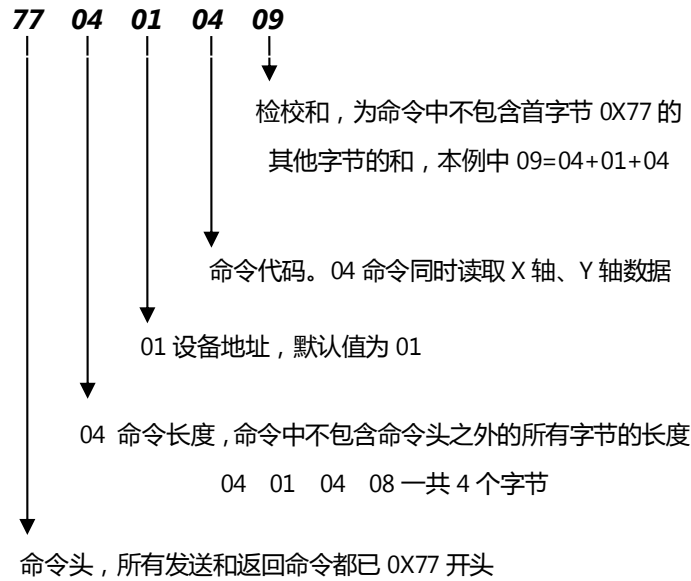 77 04 01 04 09
检校和，为命令中不包含首字节 0X77 的
其他字节的和，本例中 09=04+01+04
命令代码。04 命令同时读取 X 轴、Y 轴数据
01 设备地址，默认值为 01
04 命令长度，命令中不包含命令头之外的所有字节的长度
04 01 04 08 一共 4 个字节
命令头，所有发送和返回命令都已 0X77 开头